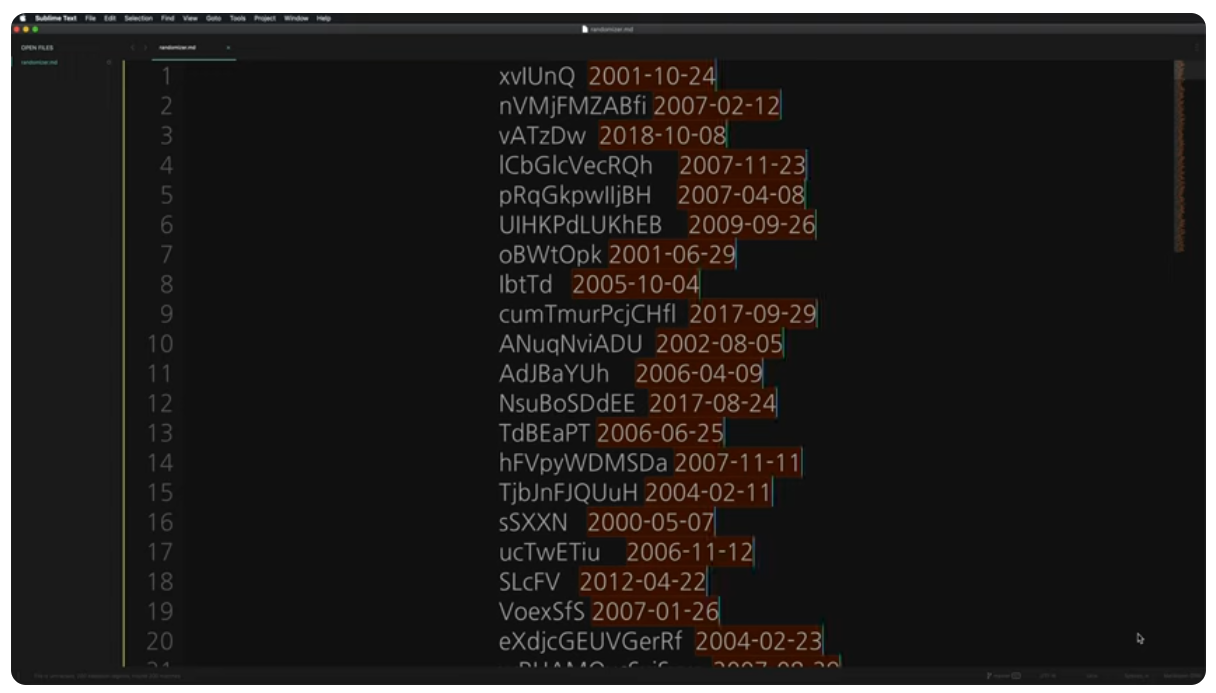 Sublime Text File Edit Selection Find View Goto Tools Project Window Help
randomizer.md
OPEN FILES
randomizer.md
randomizer.md
1 xvlUnQ 2001-10-24
2 nVMjFMZABfi 2007-02-12
3 vATzDw 2018-10-08
4 lCbGlcVecRQh 2007-11-23
5 pRqGkpwIljBH 2007-04-08
6 UIHKPdLUKhEB 2009-09-26
7 oBWtOpk 2001-06-29
8 IbtTd 2005-10-04
9 cumTmurPcjCHfl 2017-09-29
10 ANuqNviADU 2002-08-05
11 AdJBaYUh 2006-04-09
12 NsuBoSDdEE 2017-08-24
13 TdBEaPT 2006-06-25
14 hFVpyWDMSDa 2007-11-11
15 TjbJnFJQUuH 2004-02-11
16 sSXXN 2000-05-07
17 ucTwETiu 2006-11-12
18 SLcFV 2012-04-22
19 VoexSfS 2007-01-26
20 eXdjcGEUVGerRf 2004-02-23